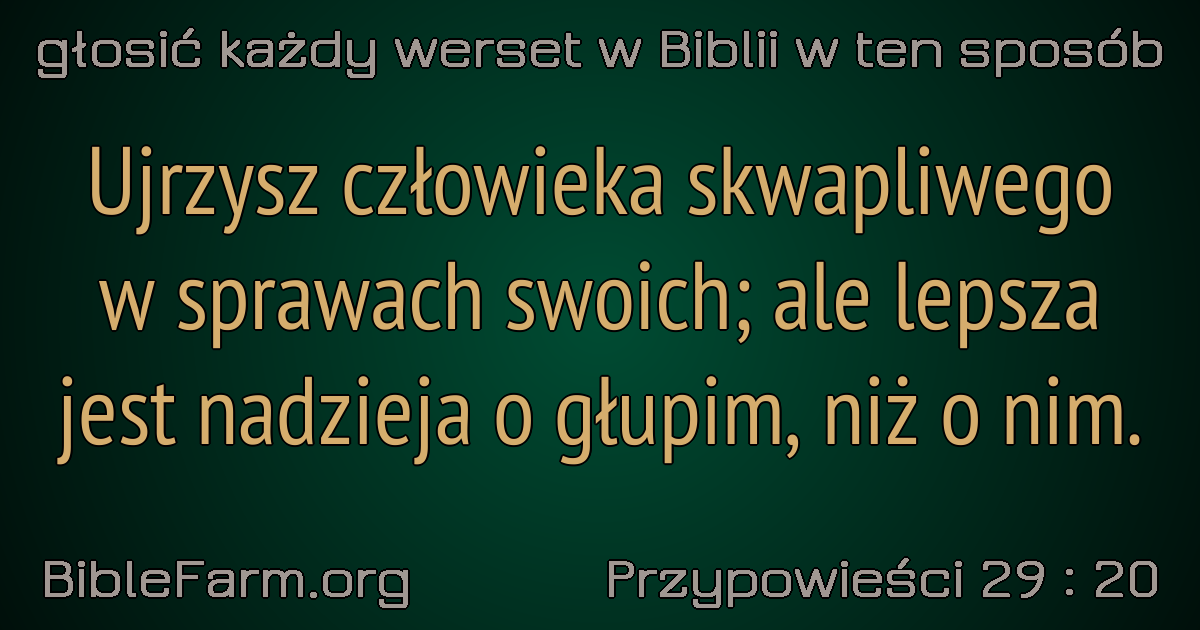 głosić każdy werset w Biblii w ten sposób
Ujrzysz człowieka skwapliwego
w sprawach swoich; ale lepsza
jest nadzieja o głupim, niż o nim.
BibleFarm.org
Przypowieści 29 : 20